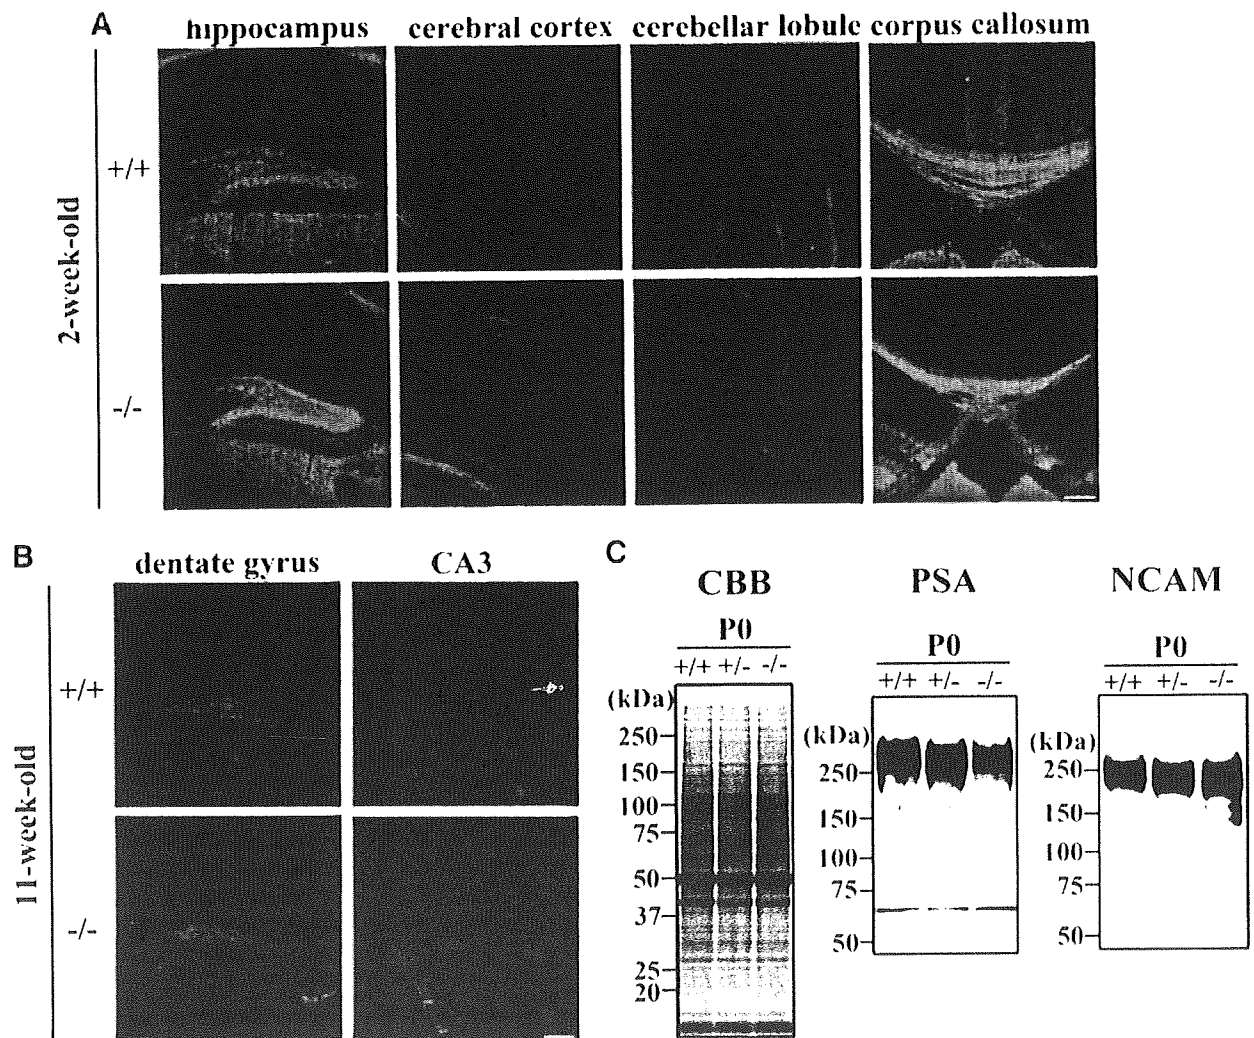 A
hippocampus cerebral cortex cerebellar lobule corpus callosum
2-week-old
+/+
-/-
B
dentate gyrus CA3
11-week-old
+/+
-/-
C
CBB
P0
+/+ +/- -/-
(kDa)
250
150
100
75
50
37
25
20
PSA
P0
+/+ +/- -/-
(kDa)
250
150
100
75
50
NCAM
P0
+/+ +/- -/-
(kDa)
250
150
100
75
50